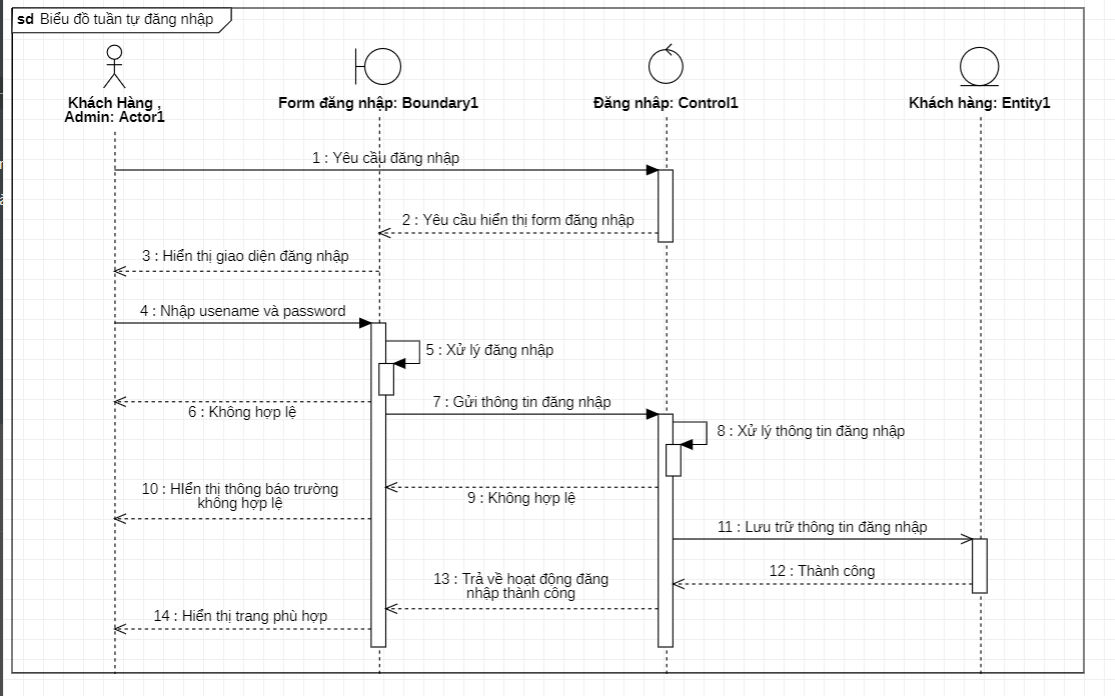 sd Biểu đồ tuần tự đăng nhập
Khách Hàng ,
Admin: Actor1
Form đăng nhập: Boundary1
Đăng nhâp: Control1
Khách hàng: Entity1
1 : Yêu cầu đăng nhập
2 : Yêu cầu hiển thị form đăng nhập
3 : Hiển thị giao diện đăng nhập
4 : Nhập usename và password
5 : Xử lý đăng nhập
6 : Không hợp lệ
7 : Gửi thông tin đăng nhập
8 : Xử lý thông tin đăng nhập
9 : Không hợp lệ
10 : HIển thị thông báo trường
không hợp lệ
11 : Lưu trữ thông tin đăng nhập
12 : Thành công
13 : Trả về hoạt động đăng
nhập thành công
14 : Hiển thị trang phù hợp